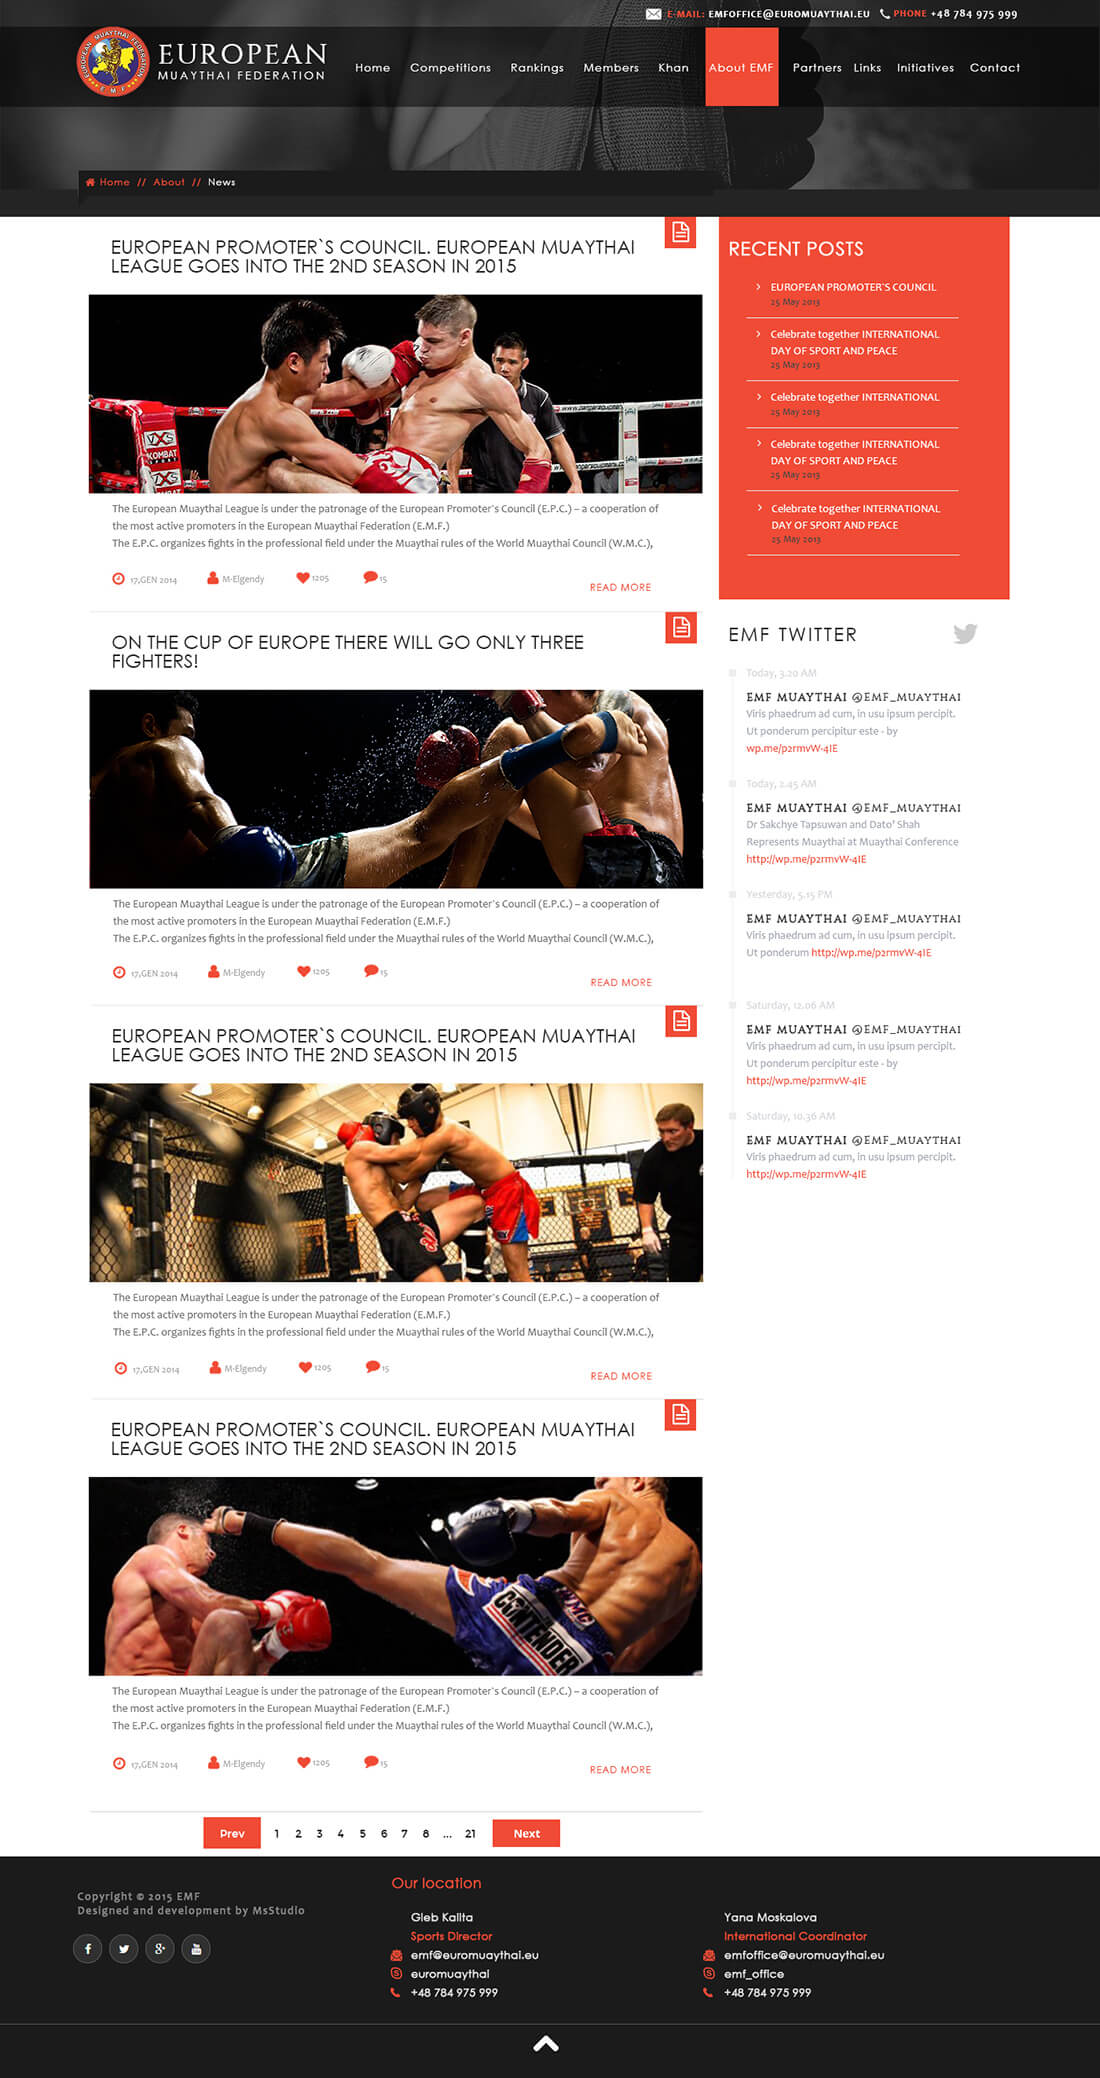 E-MAIL: EMFOFFICE@EUROMUAYTHAI.EU PHONE +48 784 975 999
EUROPEAN MUAYTHAI FEDERATION
E M F
EUROPEAN
MUAYTHAI FEDERATION
Home Competitions Rankings Members Khan About EMF Partners Links Initiatives Contact
Home // About // News
EUROPEAN PROMOTER`S COUNCIL. EUROPEAN MUAYTHAI
LEAGUE GOES INTO THE 2ND SEASON IN 2015
VXS
KOMBAT
VXS
KOMBAT
The European Muaythai League is under the patronage of the European Promoter's Council (E.P.C.) – a cooperation of
the most active promoters in the European Muaythai Federation (E.M.F.)
The E.P.C. organizes fights in the professional field under the Muaythai rules of the World Muaythai Council (W.M.C.),
17,GEN 2014 M-Elgendy 1205 15
READ MORE
ON THE CUP OF EUROPE THERE WILL GO ONLY THREE
FIGHTERS!
The European Muaythai League is under the patronage of the European Promoter's Council (E.P.C.) – a cooperation of
the most active promoters in the European Muaythai Federation (E.M.F.)
The E.P.C. organizes fights in the professional field under the Muaythai rules of the World Muaythai Council (W.M.C.),
17,GEN 2014 M-Elgendy 1205 15
READ MORE
EUROPEAN PROMOTER`S COUNCIL. EUROPEAN MUAYTHAI
LEAGUE GOES INTO THE 2ND SEASON IN 2015
The European Muaythai League is under the patronage of the European Promoter's Council (E.P.C.) – a cooperation of
the most active promoters in the European Muaythai Federation (E.M.F.)
The E.P.C. organizes fights in the professional field under the Muaythai rules of the World Muaythai Council (W.M.C.),
17,GEN 2014 M-Elgendy 1205 15
READ MORE
EUROPEAN PROMOTER`S COUNCIL. EUROPEAN MUAYTHAI
LEAGUE GOES INTO THE 2ND SEASON IN 2015
CONTENDER
The European Muaythai League is under the patronage of the European Promoter's Council (E.P.C.) – a cooperation of
the most active promoters in the European Muaythai Federation (E.M.F.)
The E.P.C. organizes fights in the professional field under the Muaythai rules of the World Muaythai Council (W.M.C.),
17,GEN 2014 M-Elgendy 1205 15
READ MORE
Prev 1 2 3 4 5 6 7 8 ... 21 Next
RECENT POSTS
EUROPEAN PROMOTER'S COUNCIL
25 May 2013
Celebrate together INTERNATIONAL
DAY OF SPORT AND PEACE
25 May 2013
Celebrate together INTERNATIONAL
25 May 2013
Celebrate together INTERNATIONAL
DAY OF SPORT AND PEACE
25 May 2013
Celebrate together INTERNATIONAL
DAY OF SPORT AND PEACE
25 May 2013
EMF TWITTER
Today, 3.20 AM
EMF MUAYTHAI @EMF_MUAYTHAI
Viris phaedrum ad cum, in usu ipsum percipit.
Ut ponderum percipitur este - by
wp.me/p2rmvW-4IE
Today, 2.45 AM
EMF MUAYTHAI @EMF_MUAYTHAI
Dr Sakchye Tapsuwan and Dato' Shah
Represents Muaythai at Muaythai Conference
http://wp.me/p2rmvW-4IE
Yesterday, 5.15 PM
EMF MUAYTHAI @EMF_MUAYTHAI
Viris phaedrum ad cum, in usu ipsum percipit.
Ut ponderum http://wp.me/p2rmvW-4IE
Saturday, 12.06 AM
EMF MUAYTHAI @EMF_MUAYTHAI
Viris phaedrum ad cum, in usu ipsum percipit.
Ut ponderum percipitur este - by
http://wp.me/p2rmvW-4IE
Saturday, 10.36 AM
EMF MUAYTHAI @EMF_MUAYTHAI
Viris phaedrum ad cum, in usu ipsum percipit.
http://wp.me/p2rmvW-4IE
Copyright © 2015 EMF
Designed and development by MsStudio
Our location
Gleb Kalita
Sports Director
emf@euromuaythai.eu
euromuaythai
+48 784 975 999
Yana Moskalova
International Coordinator
emfoffice@euromuaythai.eu
emf_office
+48 784 975 999